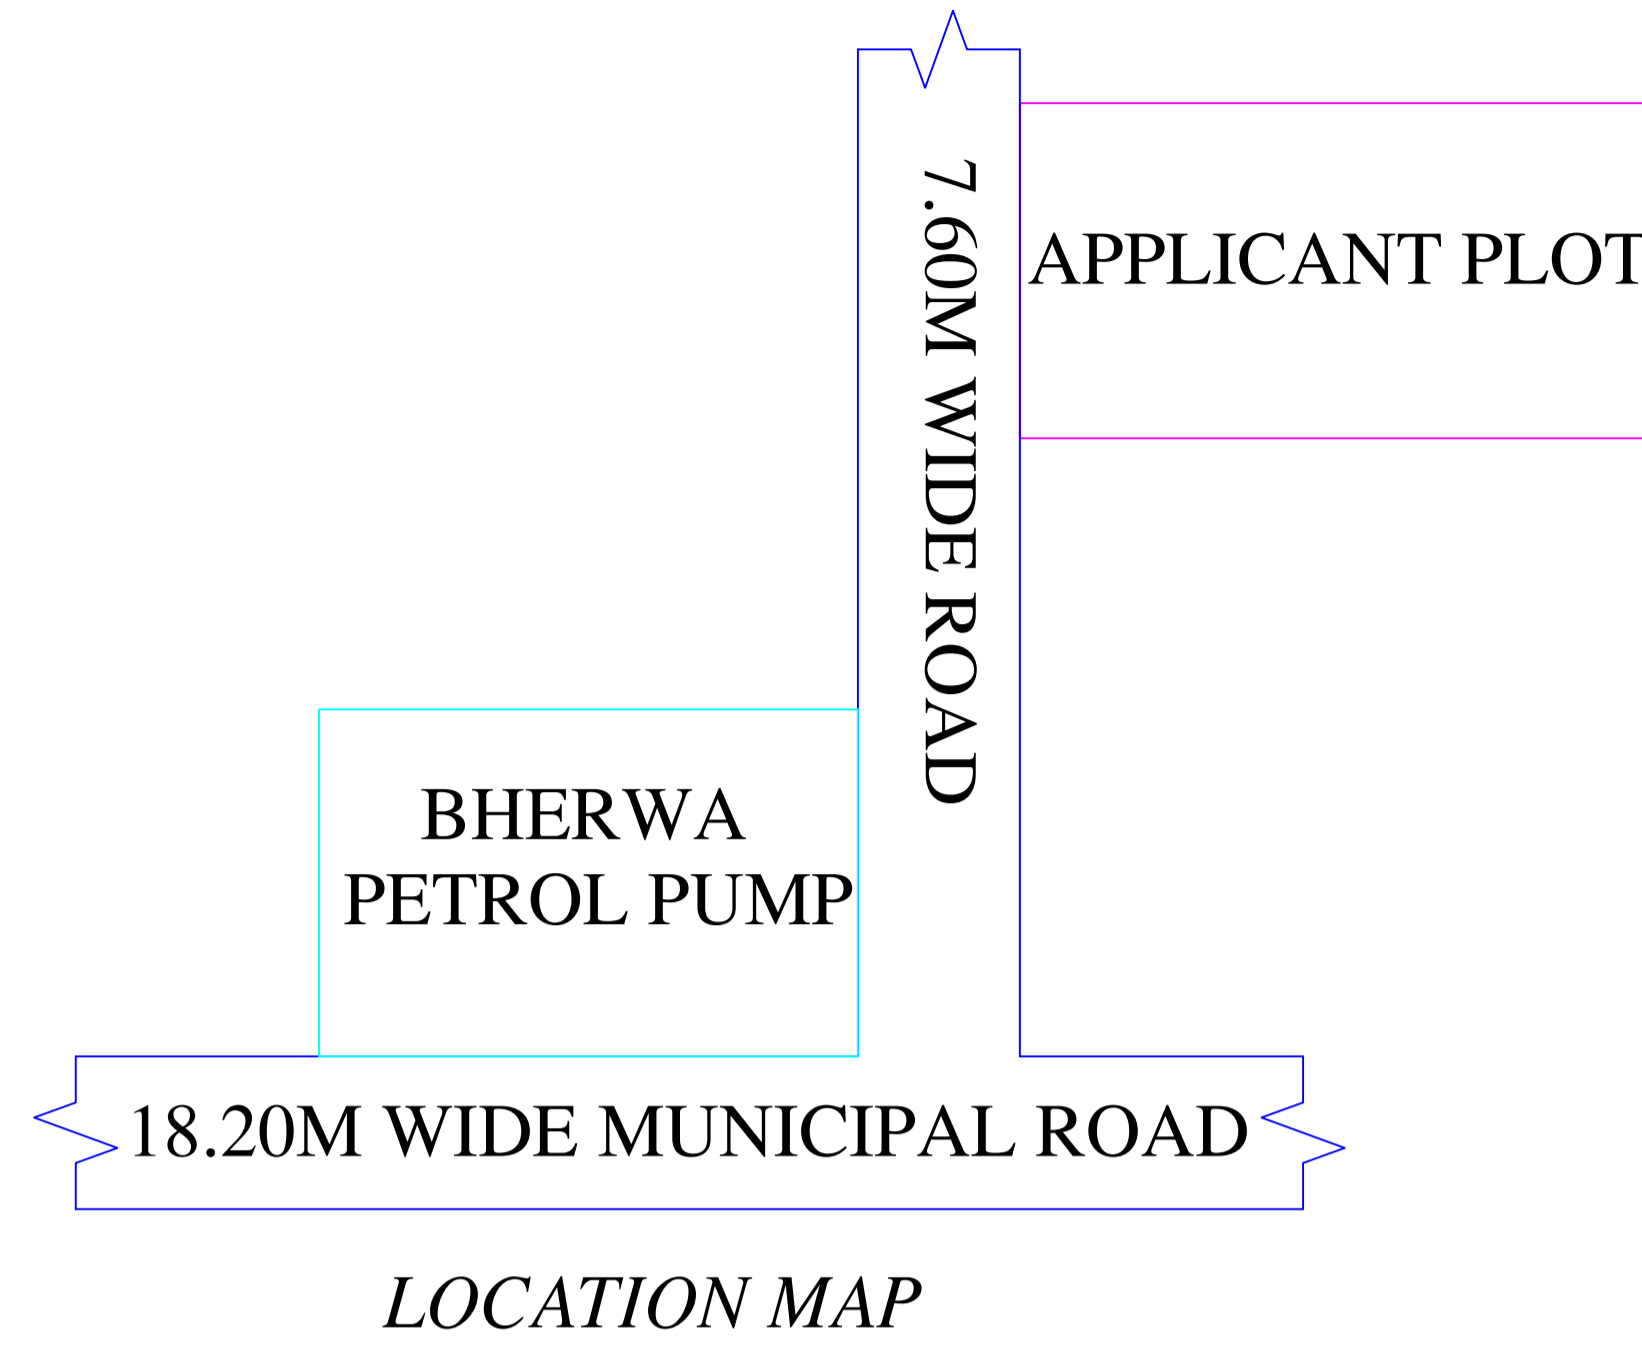 7.60M WIDE ROAD
APPLICANT PLOT
BHERWA
PETROL PUMP
18.20M WIDE MUNICIPAL ROAD
LOCATION MAP